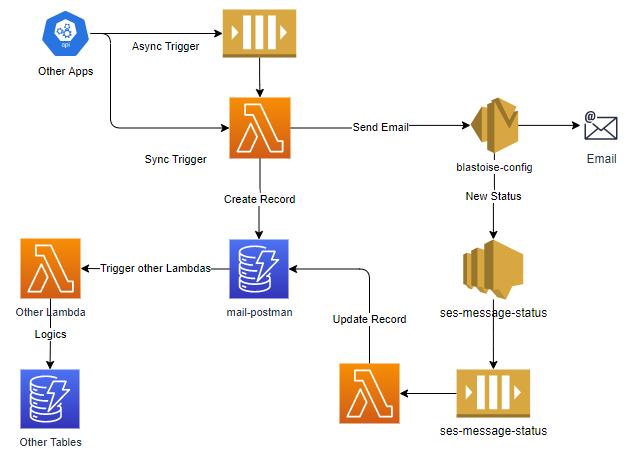 api
Other Apps
Async Trigger
Sync Trigger
Send Email
blastoise-config
@
Email
Create Record
New Status
Trigger other Lambdas
Other Lambda
mail-postman
ses-message-status
Update Record
Logics
Other Tables
ses-message-status